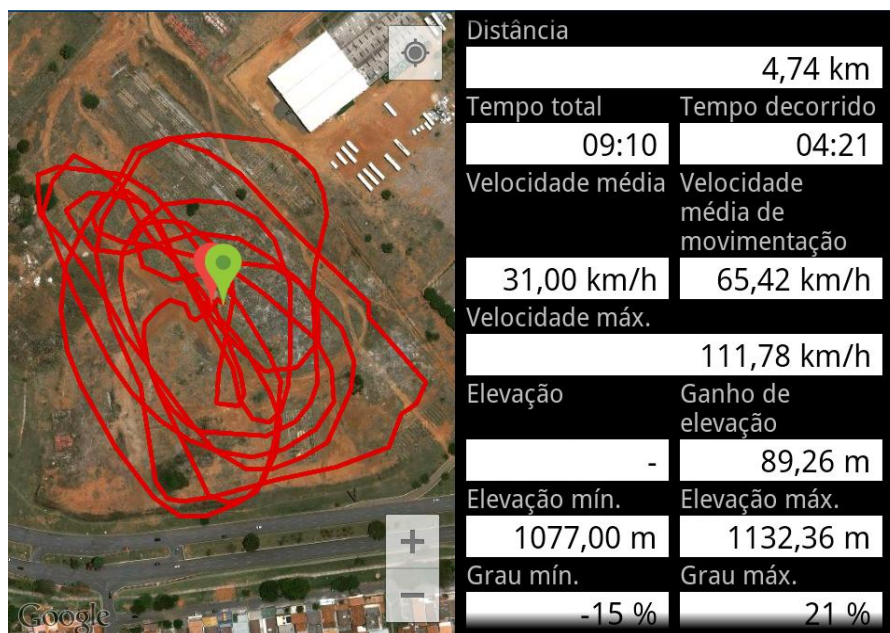 Distância
4,74 km
Tempo total
Tempo decorrido
09:10
04:21
Velocidade média
Velocidade
média de
movimentação
31,00 km/h
65,42 km/h
Velocidade máx.
111,78 km/h
Elevação
Ganho de
elevação
-
89,26 m
Elevação mín.
Elevação máx.
1077,00 m
1132,36 m
Grau mín.
Grau máx.
-15 %
21 %
+
−
Google